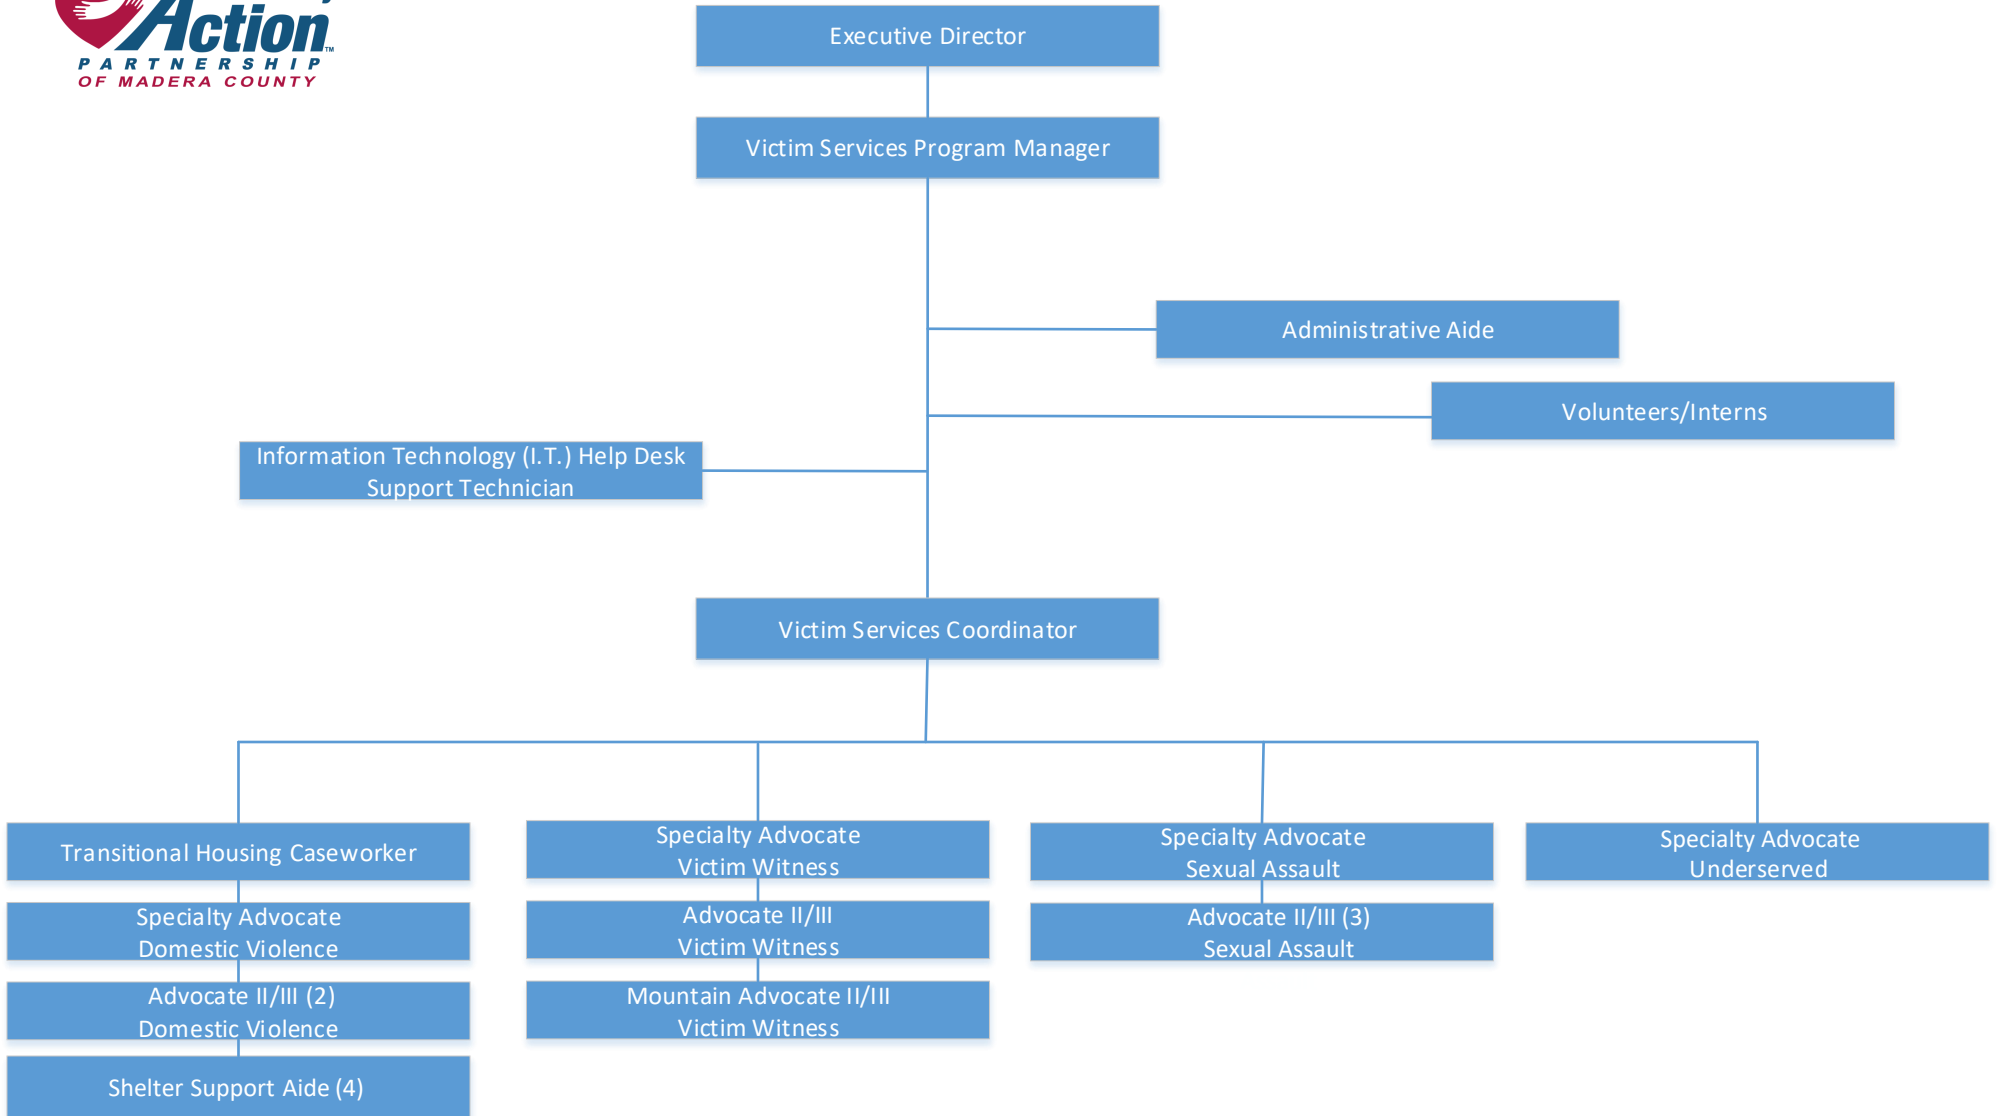 Action
PARTNERSHIP
OF MADERA COUNTY
Executive Director
Victim Services Program Manager
Administrative Aide
Volunteers/Interns
Information Technology (I.T.) Help Desk
Support Technician
Victim Services Coordinator
Transitional Housing Caseworker
Specialty Advocate
Domestic Violence
Advocate II/III (2)
Domestic Violence
Shelter Support Aide (4)
Specialty Advocate
Victim Witness
Advocate II/III
Victim Witness
Mountain Advocate II/III
Victim Witness
Specialty Advocate
Sexual Assault
Advocate II/III (3)
Sexual Assault
Specialty Advocate
Underserved